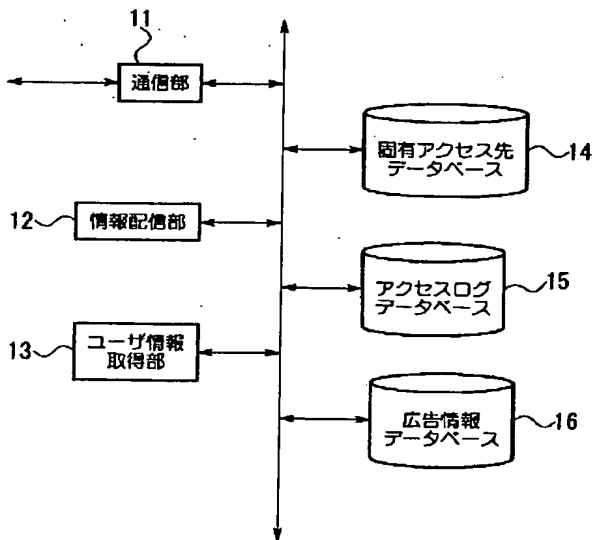 11
通信部
固有アクセス先
データベース
14
12
情報配信部
アクセスログ
データベース
15
13
ユーザ情報
取得部
広告情報
データベース
16